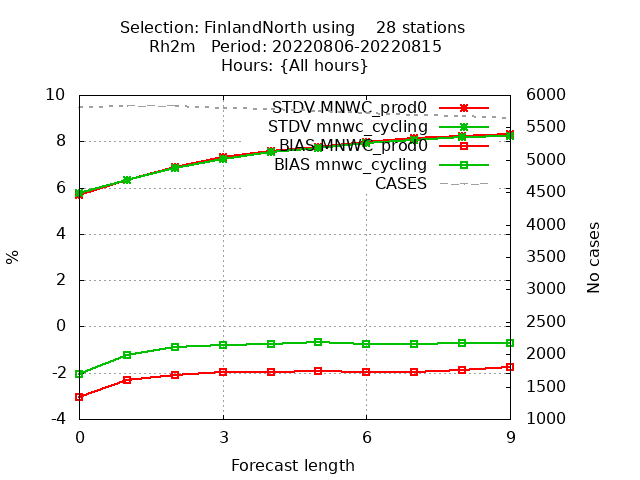 Selection: FinlandNorth using    28 stations
Rh2m   Period: 20220806-20220815
Hours: {All hours}
10
8
6
4
2
0
-2
-4
%
6000
5500
5000
4500
4000
3500
3000
2500
2000
1500
1000
No cases
STDV MNWC_prod0
STDV mnwc_cycling
BIAS MNWC_prod0
BIAS mnwc_cycling
CASES
0 3 6 9
Forecast length